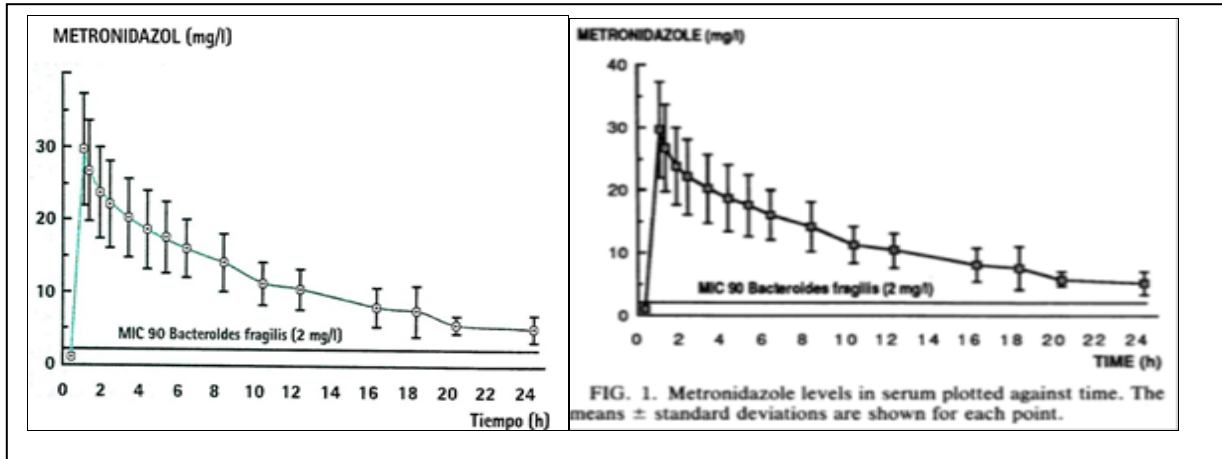 METRONIDAZOL (mg/l)
30
20
10
0
MIC 90 Bacteroides fragilis (2 mg/l)
0 2 4 6 8 10 12 14 16 18 20 22 24
Tiempo (h)
METRONIDAZOLE (mg/l)
40
30
20
10
0
MIC 90 Bacteroides fragilis (2 mg/l)
0 2 4 6 8 10 12 14 16 18 20 22 24
TIME (h)
FIG. 1. Metronidazole levels in serum plotted against time. The
means ± standard deviations are shown for each point.